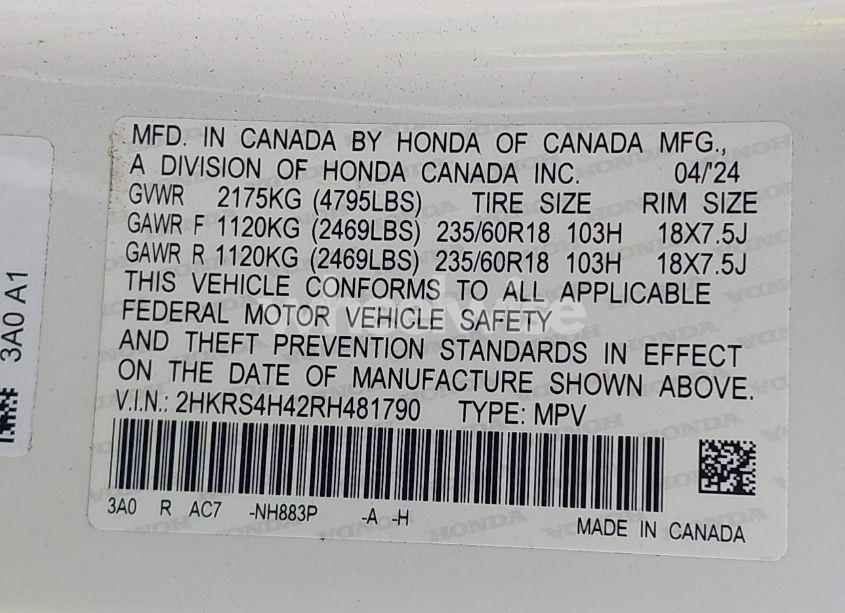 MFD. IN CANADA BY HONDA OF CANADA MFG.,
A DIVISION OF HONDA CANADA INC. 04/'24
GVWR 2175KG (4795LBS) TIRE SIZE RIM SIZE
GAWR F 1120KG (2469LBS) 235/60R18 103H 18X7.5J
GAWR R 1120KG (2469LBS) 235/60R18 103H 18X7.5J
THIS VEHICLE CONFORMS TO ALL APPLICABLE
FEDERAL MOTOR VEHICLE SAFETY
AND THEFT PREVENTION STANDARDS IN EFFECT
ON THE DATE OF MANUFACTURE SHOWN ABOVE.
V.I.N.: 2HKRS4H42RH481790 TYPE: MPV
3A0 R AC7 -NH883P -A -H
MADE IN CANADA
3A0 A1
HONDA